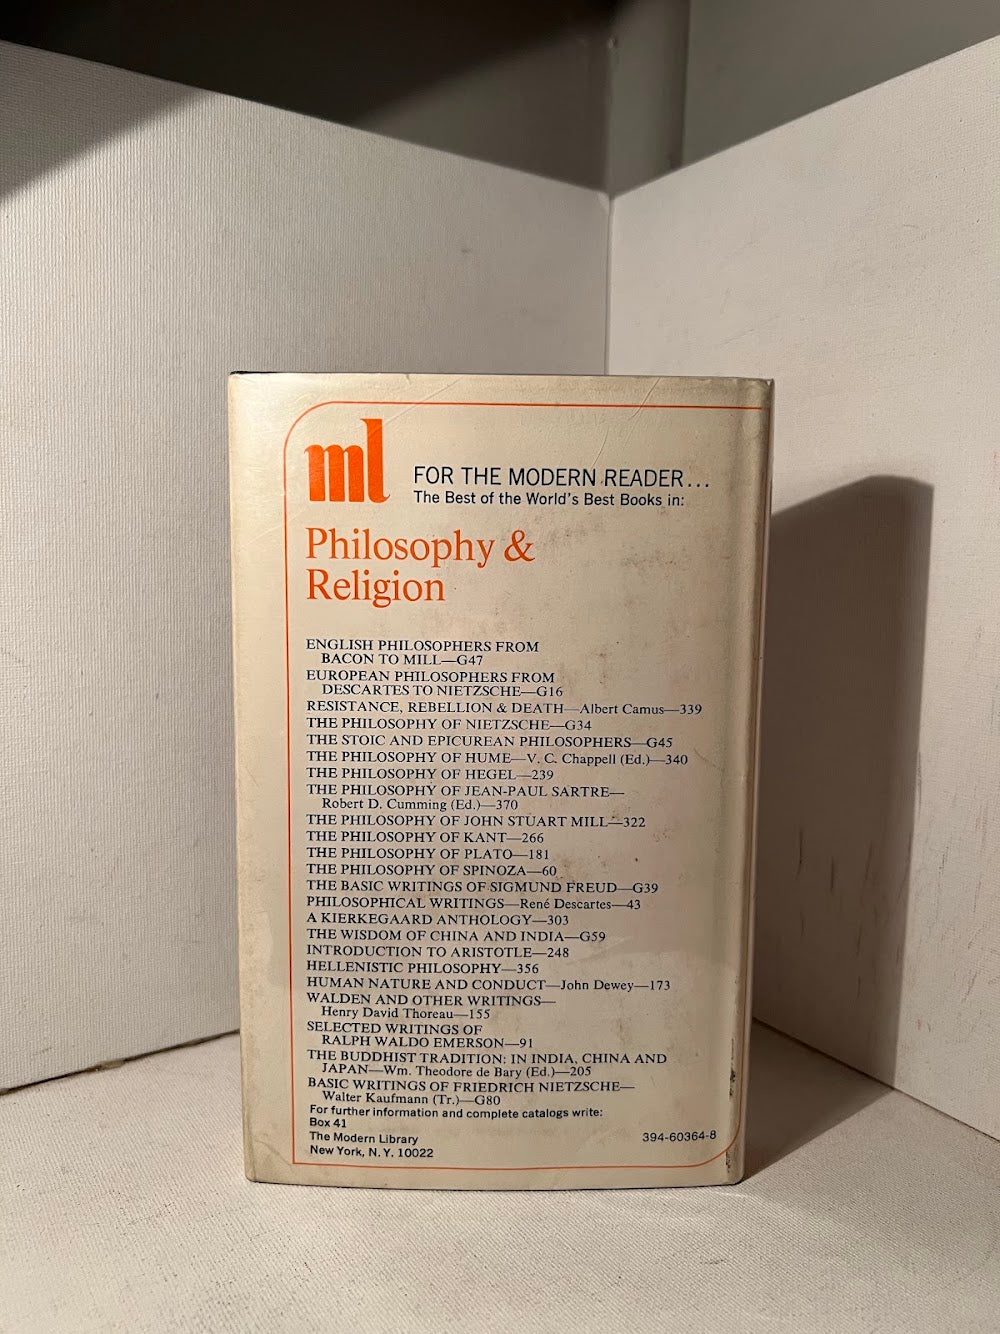 ml
FOR THE MODERN READER...
The Best of the World's Best Books in:
Philosophy &
Religion
ENGLISH PHILOSOPHERS FROM
BACON TO MILL—G47
EUROPEAN PHILOSOPHERS FROM
DESCARTES TO NIETZSCHE—G16
RESISTANCE, REBELLION & DEATH—Albert Camus—339
THE PHILOSOPHY OF NIETZSCHE—G34
THE STOIC AND EPICUREAN PHILOSOPHERS—G45
THE PHILOSOPHY OF HUME—V. C. Chappell (Ed.)—340
THE PHILOSOPHY OF HEGEL—239
THE PHILOSOPHY OF JEAN-PAUL SARTRE—
Robert D. Cumming (Ed.)—370
THE PHILOSOPHY OF JOHN STUART MILL—322
THE PHILOSOPHY OF KANT—266
THE PHILOSOPHY OF PLATO—181
THE PHILOSOPHY OF SPINOZA—60
THE BASIC WRITINGS OF SIGMUND FREUD—G39
PHILOSOPHICAL WRITINGS—René Descartes—43
A KIERKEGAARD ANTHOLOGY—303
THE WISDOM OF CHINA AND INDIA—G59
INTRODUCTION TO ARISTOTLE—248
HELLENISTIC PHILOSOPHY—356
HUMAN NATURE AND CONDUCT—John Dewey—173
WALDEN AND OTHER WRITINGS—
Henry David Thoreau—155
SELECTED WRITINGS OF
RALPH WALDO EMERSON—91
THE BUDDHIST TRADITION: IN INDIA, CHINA AND
JAPAN—Wm. Theodore de Bary (Ed.)—205
BASIC WRITINGS OF FRIEDRICH NIETZSCHE—
Walter Kaufmann (Tr.)—G80
For further information and complete catalogs write:
Box 41
The Modern Library
New York, N.Y. 10022
394-60364-8